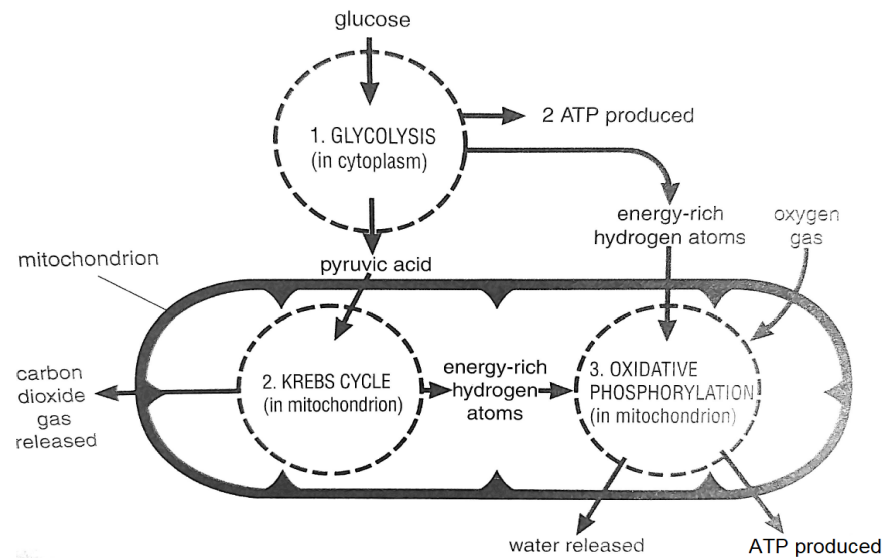 glucose
1. GLYCOLYSIS
(in cytoplasm)
2 ATP produced
energy-rich
hydrogen atoms
oxygen
gas
mitochondrion
pyruvic acid
carbon
dioxide
gas
released
2. KREBS CYCLE
(in mitochondrion)
energy-rich
hydrogen
atoms
3. OXIDATIVE
PHOSPHORYLATION
(in mitochondrion)
water released
ATP produced